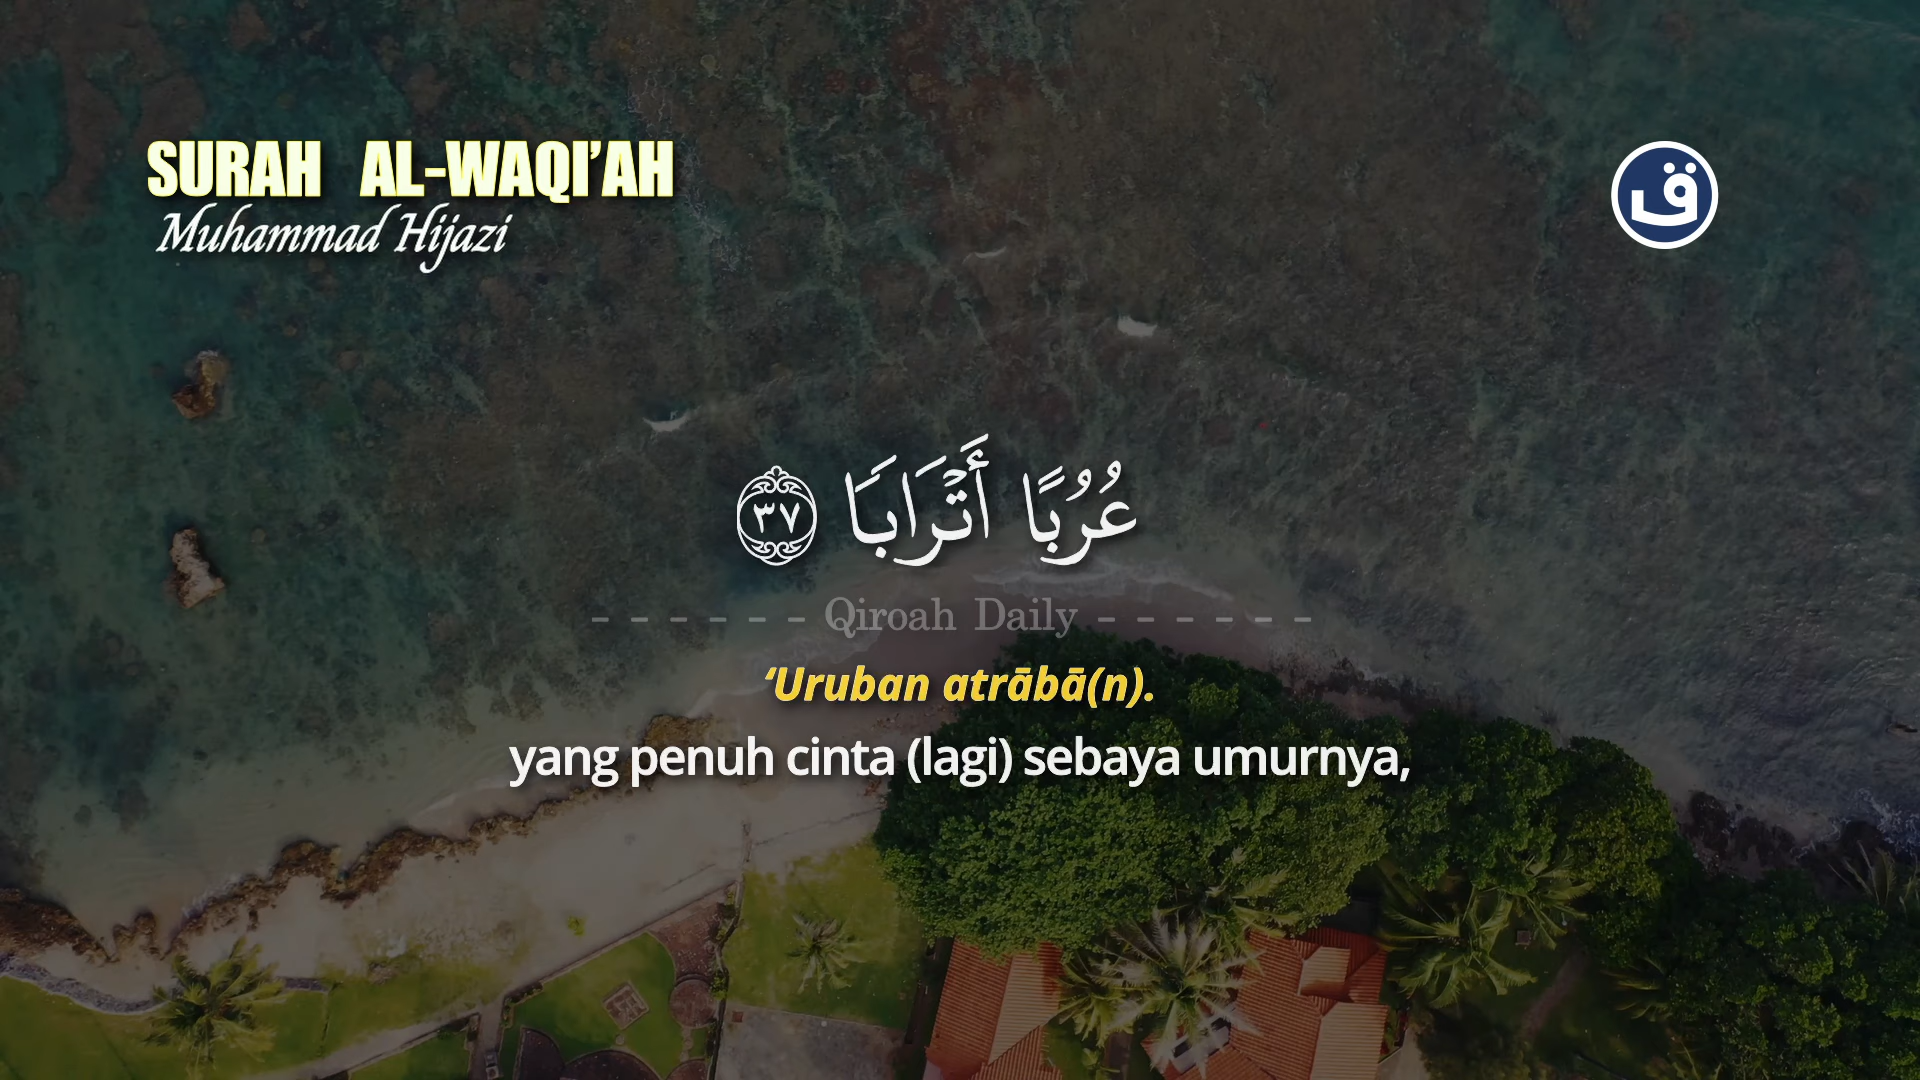 SURAH AL-WAQI’AH
Muhammad Hijazi
ق
عُرُبًا أَتْرَابًا ٣٧
- - - - - - Qiroah Daily - - - - - -
‘Uruban atrābā(n).
yang penuh cinta (lagi) sebaya umurnya,